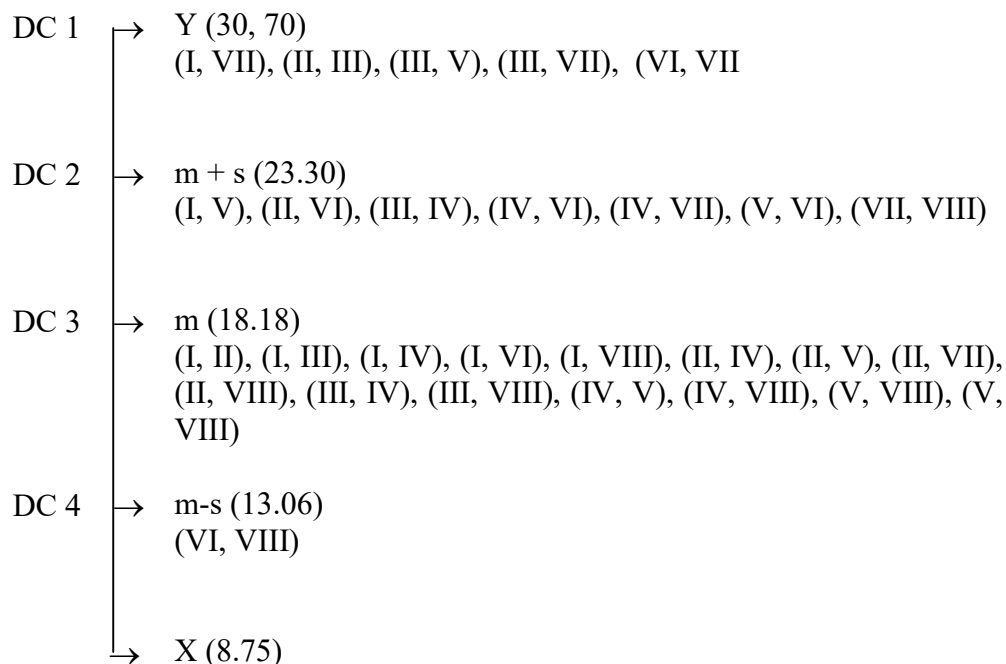 DC 1 → Y (30, 70)
(I, VII), (II, III), (III, V), (III, VII), (VI, VII
DC 2 → m + s (23.30)
(I, V), (II, VI), (III, IV), (IV, VI), (IV, VII), (V, VI), (VII, VIII)
DC 3 → m (18.18)
(I, II), (I, III), (I, IV), (I, VI), (I, VIII), (II, IV), (II, V), (II, VII),
(II, VIII), (III, IV), (III, VIII), (IV, V), (IV, VIII), (V, VIII), (V,
VIII)
DC 4 → m-s (13.06)
(VI, VIII)
→ X (8.75)